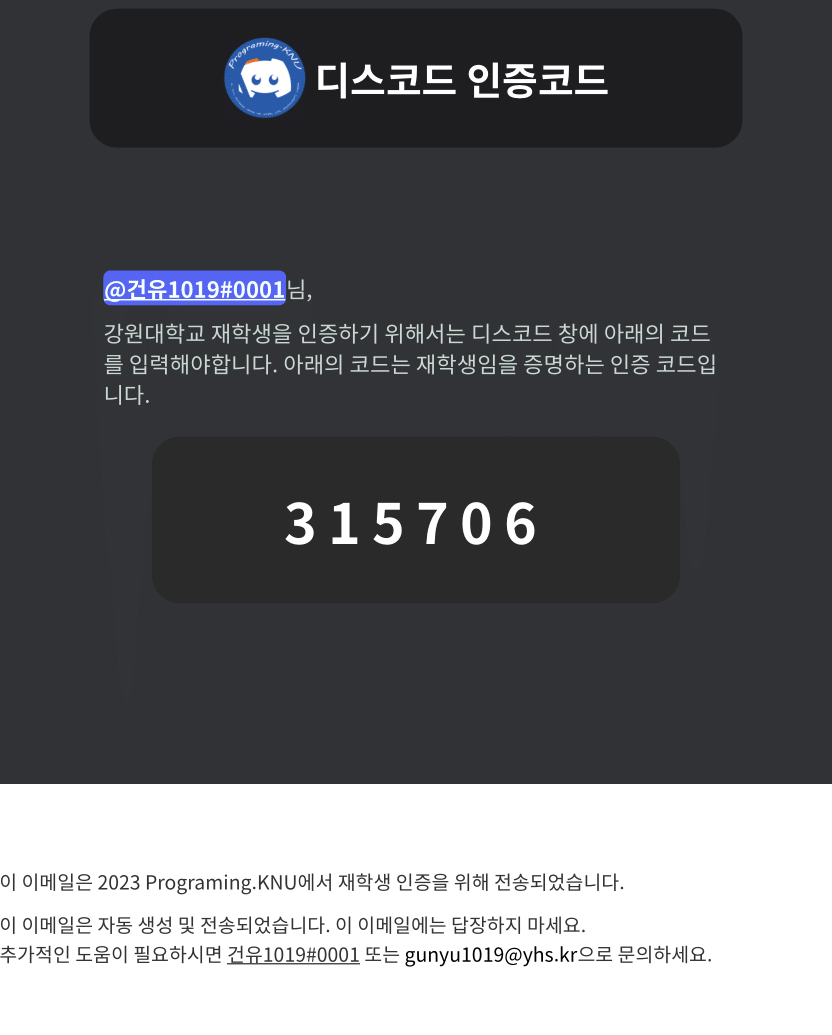 Programing.KNU
디스코드 인증코드
@건유1019#0001님,
강원대학교 재학생을 인증하기 위해서는 디스코드 창에 아래의 코드
를 입력해야합니다. 아래의 코드는 재학생임을 증명하는 인증 코드입
니다.
315706
이 이메일은 2023 Programing.KNU에서 재학생 인증을 위해 전송되었습니다.
이 이메일은 자동 생성 및 전송되었습니다. 이 이메일에는 답장하지 마세요.
추가적인 도움이 필요하시면 건유1019#0001 또는 gunyu1019@yhs.kr으로 문의하세요.